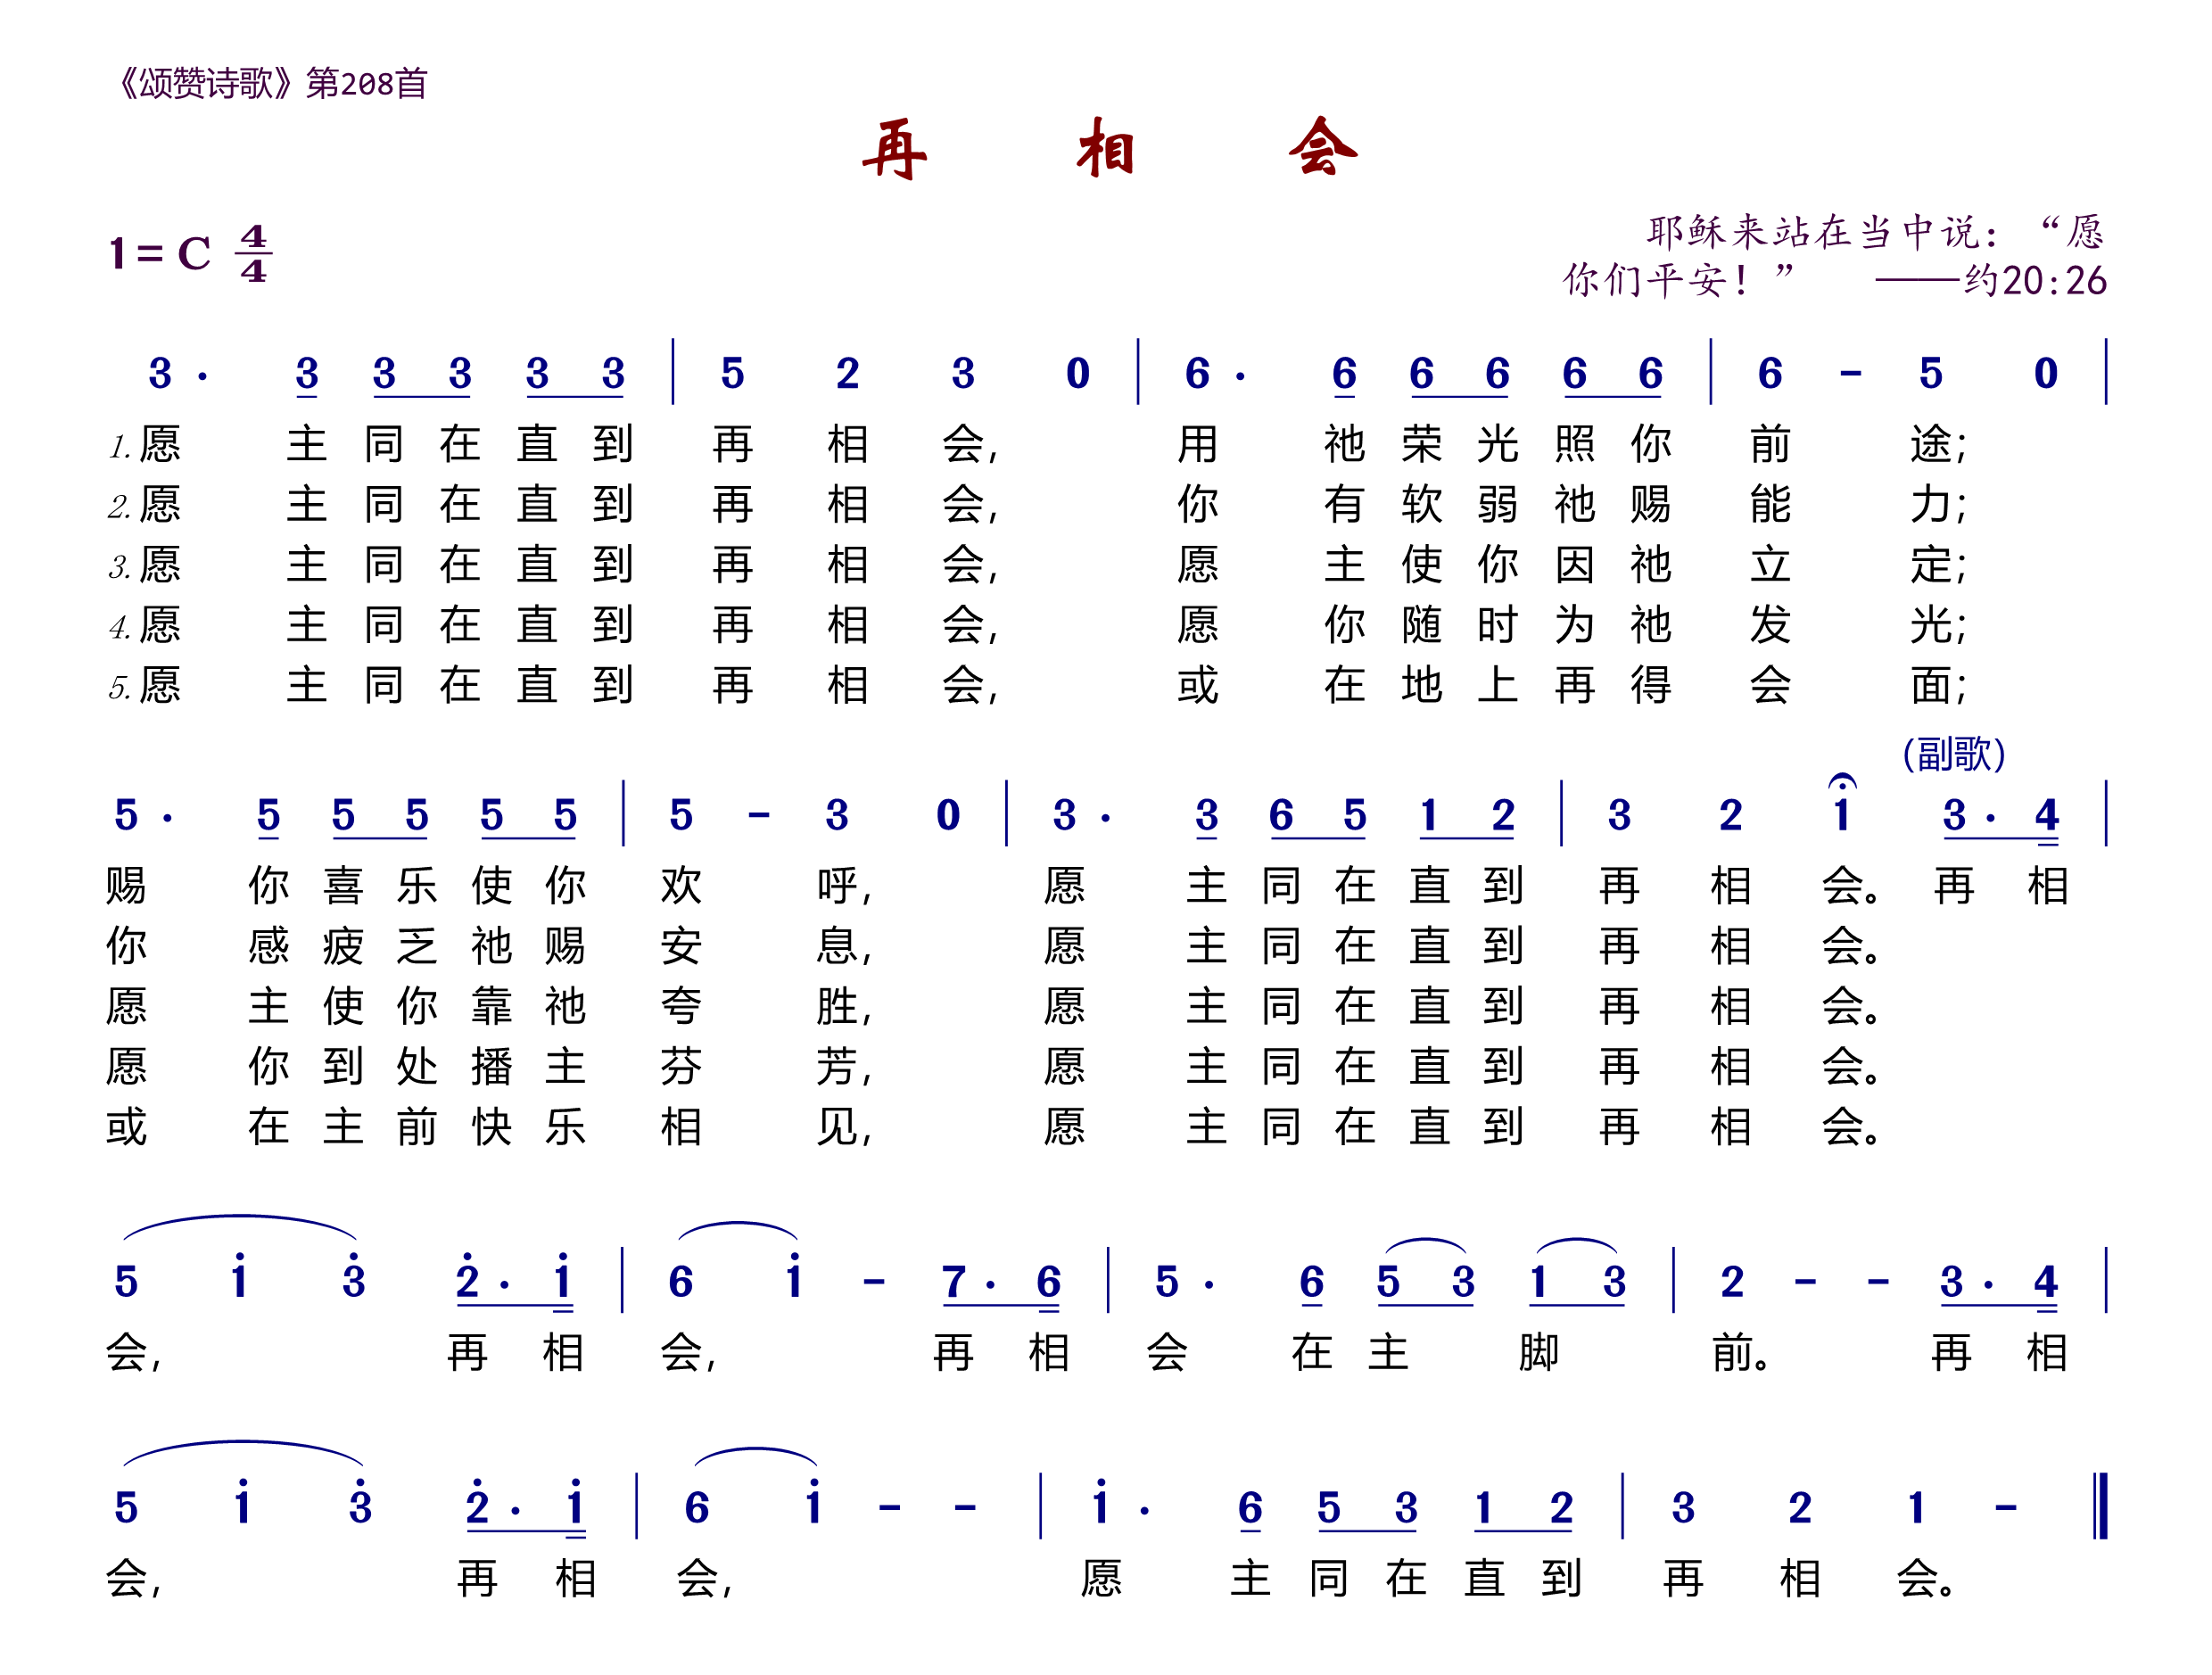 《颂赞诗歌》第208首
再 相 会
1=C 4/4
耶稣来站在当中说：“愿
你们平安！” ——约20:26
3· 3 3 3 3 3 | 5 2 3 0 | 6· 6 6 6 6 6 | 6 - 5 0 |
1.愿 主同在直到 再相会， 用 祂荣光照你 前途；
2.愿 主同在直到 再相会， 你 有软弱祂赐 能力；
3.愿 主同在直到 再相会， 愿 主使你因祂 立定；
4.愿 主同在直到 再相会， 愿 你随时为祂 发光；
5.愿 主同在直到 再相会， 或 在地上再得 会面；
(副歌)
5· 5 5 5 5 5 | 5 - 3 0 | 3· 3 6 5 1 2 | 3 2 1 3· 4 |
赐 你喜乐使你 欢呼， 愿 主同在直到 再相会。 再相
你 感疲乏祂赐 安息， 愿 主同在直到 再相会。
愿 主使你靠祂 夸胜， 愿 主同在直到 再相会。
愿 你到处播主 芬芳， 愿 主同在直到 再相会。
或 在主前快乐 相见， 愿 主同在直到 再相会。
5 1̇ 3̇ 2̇· 1̇ | 6 1̇ - 7· 6 | 5· 6 5 3 1 3 | 2 - - 3· 4 |
会， 再相 会， 再相 会 在主 脚 前。 再相
5 1̇ 3̇ 2̇· 1̇ | 6 1̇ - - | 1̇· 6 5 3 1 2 | 3 2 1 - ‖
会， 再相 会， 愿 主同在直到 再相会。